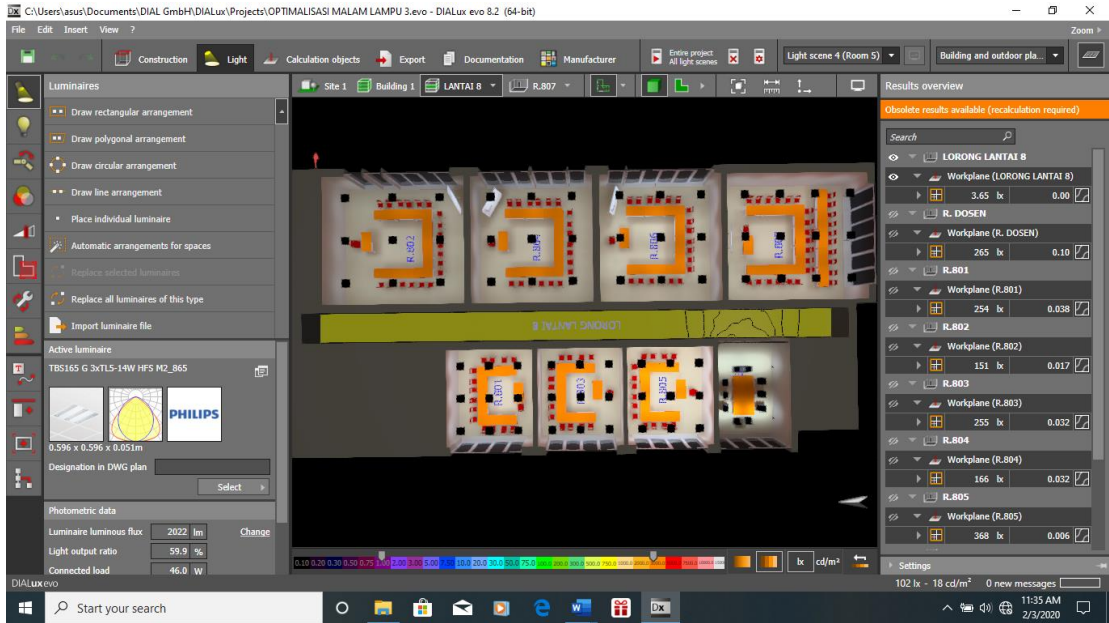 C:\Users\asus\Documents\DIAL GmbH\DIALux\Projects\OPTIMALISASI MALAM LAMPU 3.evo - DIALux evo 8.2 (64-bit)
File Edit Insert View ?
Zoom
Construction Light Calculation objects Export Documentation Manufacturer
Entire project
All light scenes
Light scene 4 (Room 5)
Building and outdoor pla...
Luminaires
Site 1 Building 1 LANTAI 8 R.807
Results overview
Draw rectangular arrangement
Draw polygonal arrangement
Draw circular arrangement
Draw line arrangement
Place individual luminaire
Automatic arrangements for spaces
Replace selected luminaires
Replace all luminaires of this type
Import luminaire file
Active luminaire
TBS165 G 3xTL5-14W HFS M2_865
PHILIPS
0.596 x 0.596 x 0.051m
Designation in DWG plan
Select
Photometric data
Luminaire luminous flux 2022 lm Change
Light output ratio 59.9 %
Connected load 46.0 W
R.802
R.804
R.806
LORONG LANTAI 8
R.801
R.803
R.805
lx cd/m²
Obsolete results available (recalculation required)
Search
LORONG LANTAI 8
Workplane (LORONG LANTAI 8)
3.65 lx 0.00
R. DOSEN
Workplane (R. DOSEN)
265 lx 0.10
R.801
Workplane (R.801)
254 lx 0.038
R.802
Workplane (R.802)
151 lx 0.017
R.803
Workplane (R.803)
255 lx 0.032
R.804
Workplane (R.804)
166 lx 0.032
R.805
Workplane (R.805)
368 lx 0.006
Settings
DIALux evo
102 lx - 18 cd/m² 0 new messages
Start your search
11:35 AM
2/3/2020